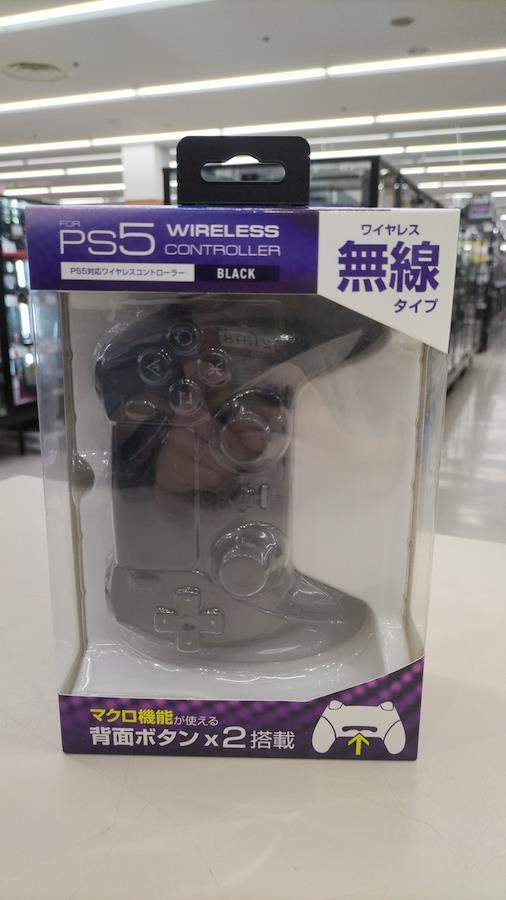 FOR
PS5 WIRELESS
CONTROLLER
PS5対応ワイヤレスコントローラー
BLACK
ワイヤレス
無線
タイプ
マクロ機能が使える
背面ボタン×2搭載